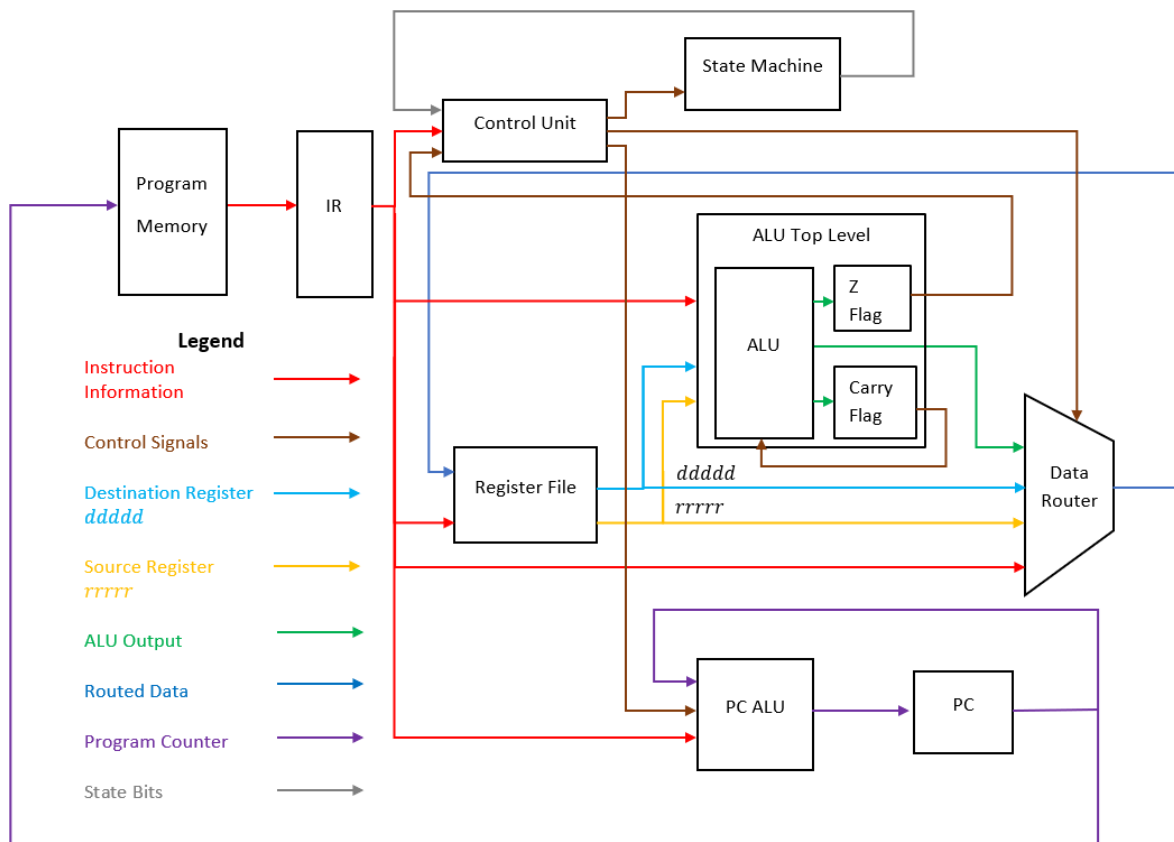 State Machine
Control Unit
Program
Memory
IR
ALU Top Level
Z
Flag
ALU
Carry
Flag
Legend
Instruction
Information
Control Signals
Destination Register
ddddd
Source Register
rrrrr
ALU Output
Routed Data
Program Counter
State Bits
Register File
ddddd
rrrrr
Data
Router
PC ALU
PC